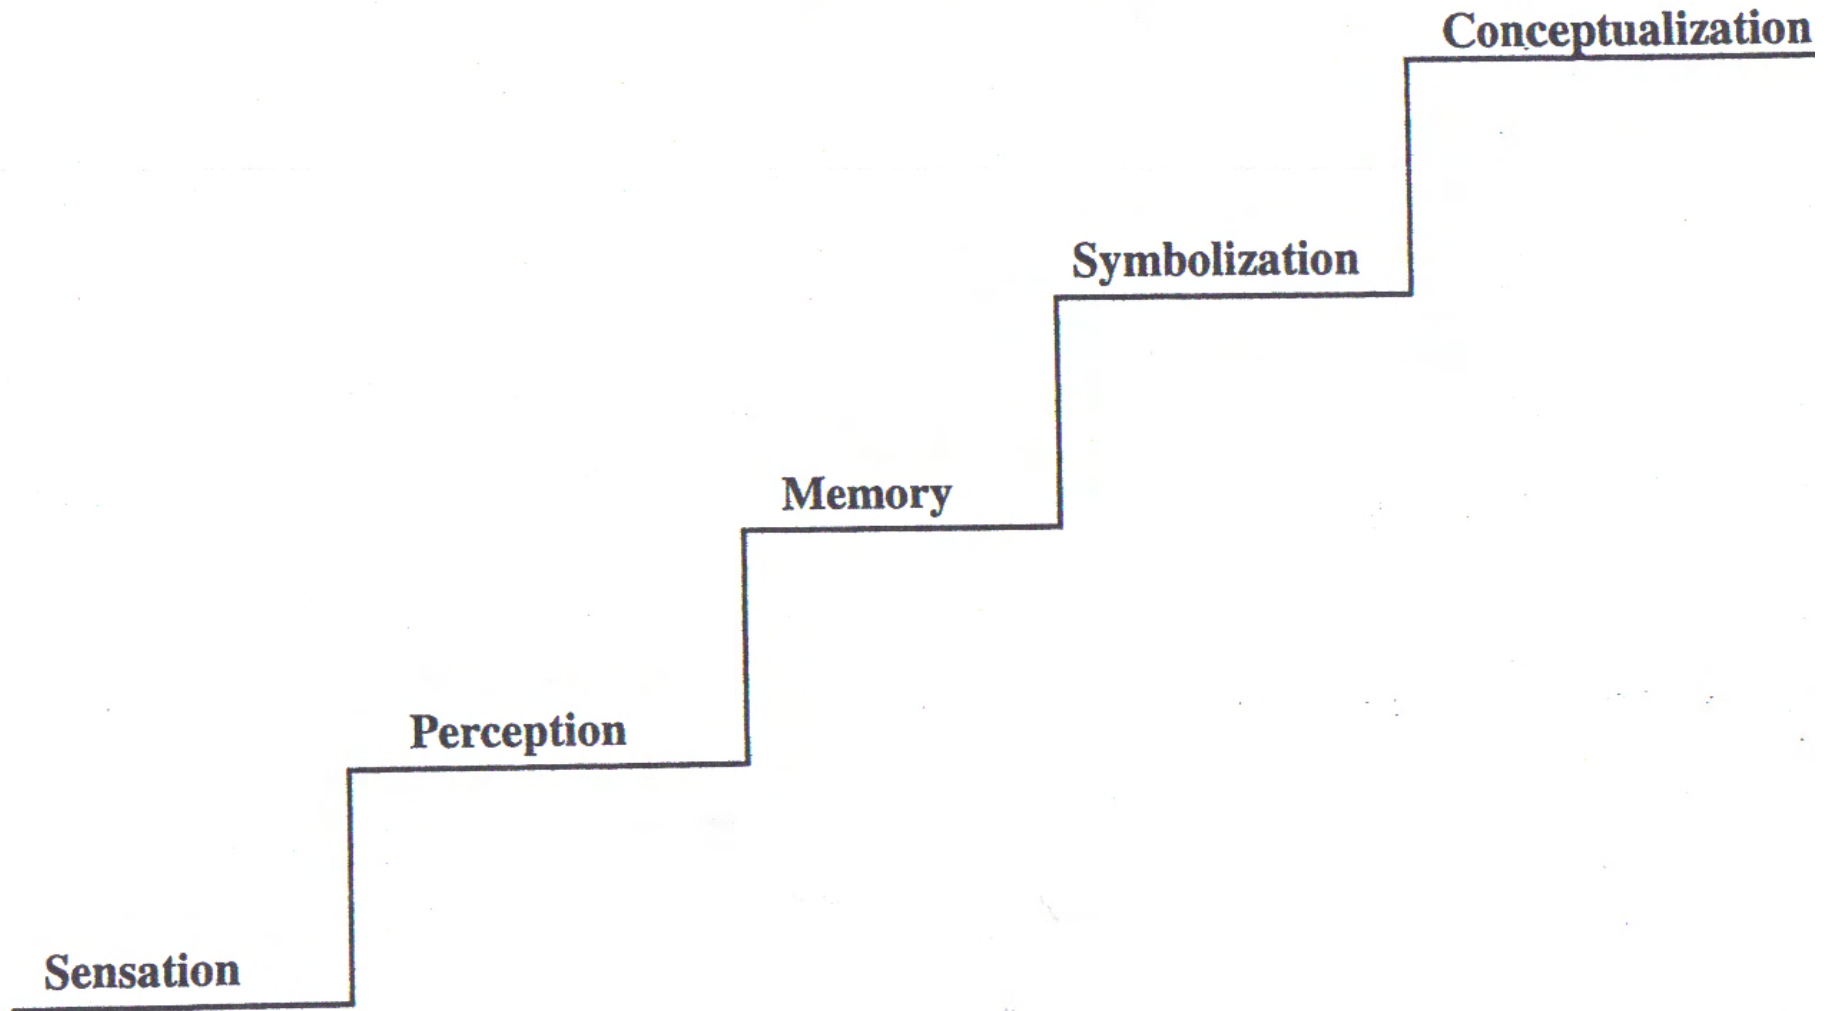 Conceptualization
Symbolization
Memory
Perception
Sensation